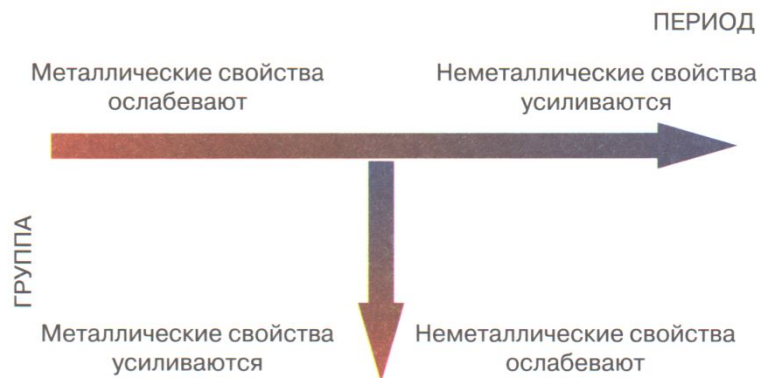 ПЕРИОД
Металлические свойства
ослабевают
Неметаллические свойства
усиливаются
ГРУППА
Металлические свойства
усиливаются
Неметаллические свойства
ослабевают